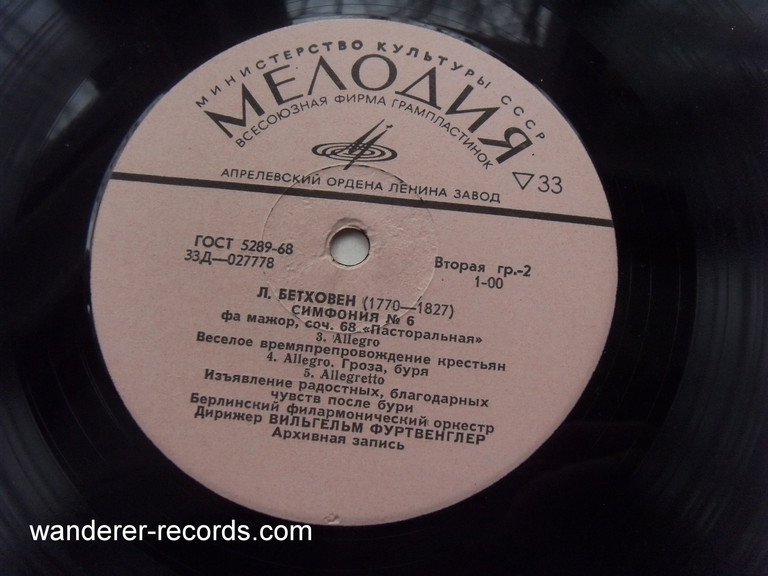 МИНИСТЕРСТВО КУЛЬТУРЫ СССР
МЕЛОДИЯ
ВСЕСОЮЗНАЯ ФИРМА ГРАМПЛАСТИНОК
АПРЕЛЕВСКИЙ ОРДЕНА ЛЕНИНА ЗАВОД
▽33
ГОСТ 5289-68
33Д—027778
Вторая гр.-2
1-00
Л. БЕТХОВЕН (1770—1827)
СИМФОНИЯ № 6
фа мажор, соч. 68 «Пасторальная»
3. Allegro
Веселое времяпрепровождение крестьян
4. Allegro. Гроза, буря
5. Allegretto
Изъявление радостных, благодарных
чувств после бури
Берлинский филармонический оркестр
Дирижер ВИЛЬГЕЛЬМ ФУРТВЕНГЛЕР
Архивная запись
wanderer-records.com